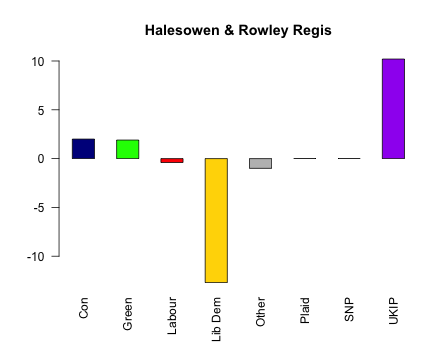 Halesowen & Rowley Regis
10
5
0
-5
-10
Con
Green
Labour
Lib Dem
Other
Plaid
SNP
UKIP